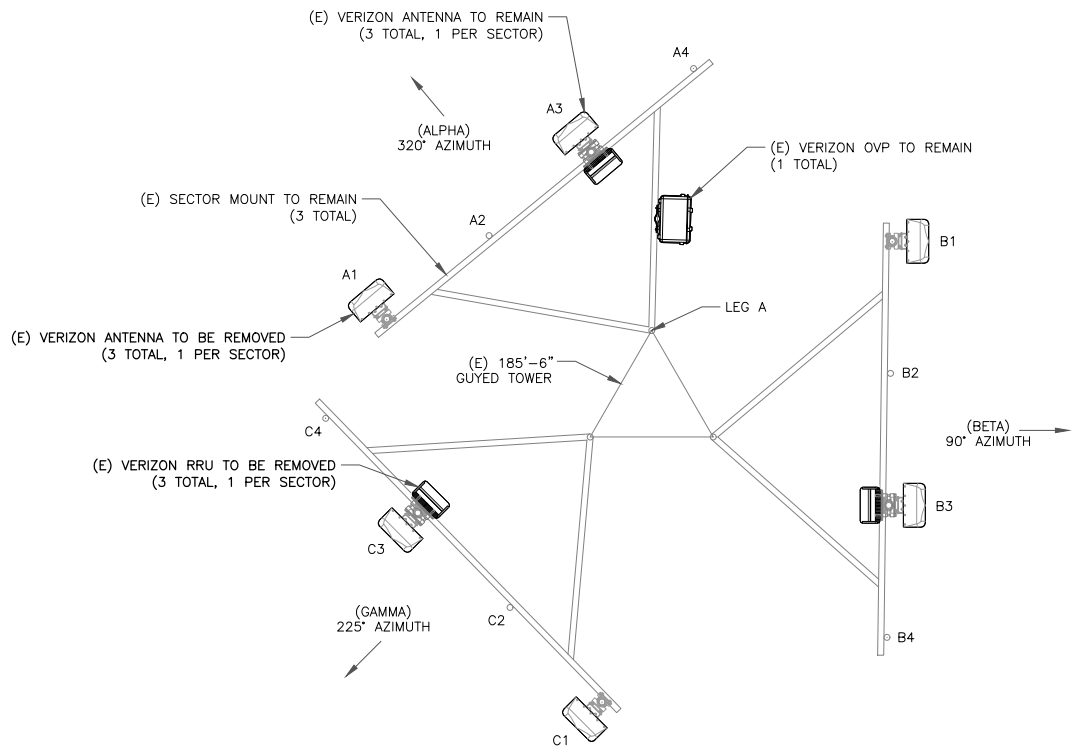 (E) VERIZON ANTENNA TO REMAIN
(3 TOTAL, 1 PER SECTOR)
A4
A3
(ALPHA)
320° AZIMUTH
(E) VERIZON OVP TO REMAIN
(1 TOTAL)
(E) SECTOR MOUNT TO REMAIN
(3 TOTAL)
A2
B1
A1
LEG A
(E) VERIZON ANTENNA TO BE REMOVED
(3 TOTAL, 1 PER SECTOR)
(E) 185'-6"
GUYED TOWER
B2
C4
(BETA)
90° AZIMUTH
(E) VERIZON RRU TO BE REMOVED
(3 TOTAL, 1 PER SECTOR)
B3
C3
(GAMMA)
225° AZIMUTH
C2
B4
C1